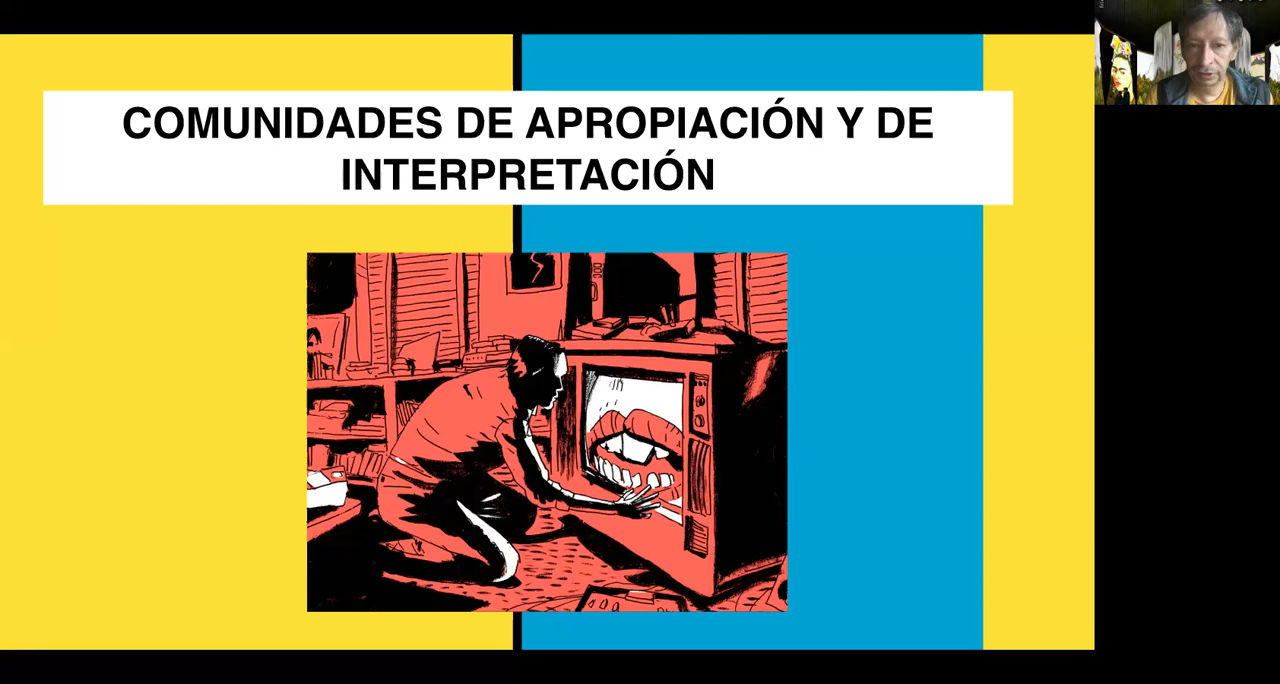 COMUNIDADES DE APROPIACIÓN Y DE
INTERPRETACIÓN